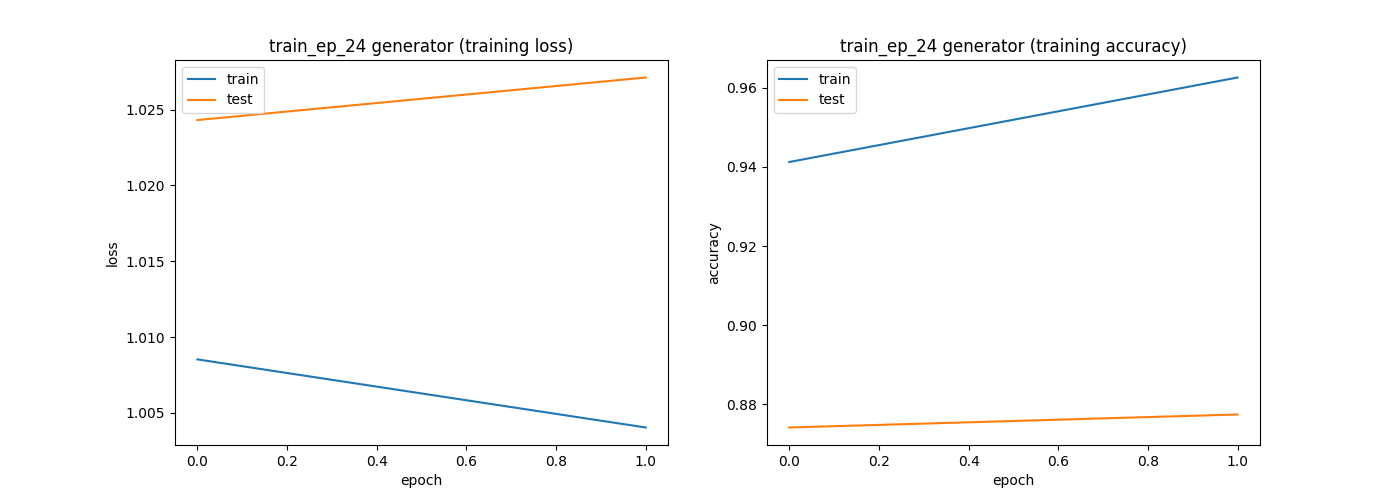 train_ep_24 generator (training loss)
train
test
1.025
1.020
1.015
1.010
1.005
loss
0.0 0.2 0.4 0.6 0.8 1.0
epoch
train_ep_24 generator (training accuracy)
train
test
0.96
0.94
0.92
0.90
0.88
accuracy
0.0 0.2 0.4 0.6 0.8 1.0
epoch